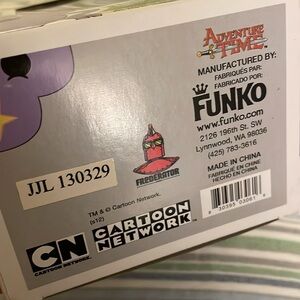 ADVENTURE
TIME
MANUFACTURED BY:
FABRIQUÉS PAR:
FABRICADO POR:
FUNKO
www.funko.com
2126 196th St. SW
Lynnwood, WA 98036
(425) 783-3616
MADE IN CHINA
FABRIQUÉ EN CHINE
HECHO EN CHINA
JJL 130329
FREDERATOR
TM & © Cartoon Network.
(s12)
CN
CARTOON NETWORK
CARTOON
NETWORK